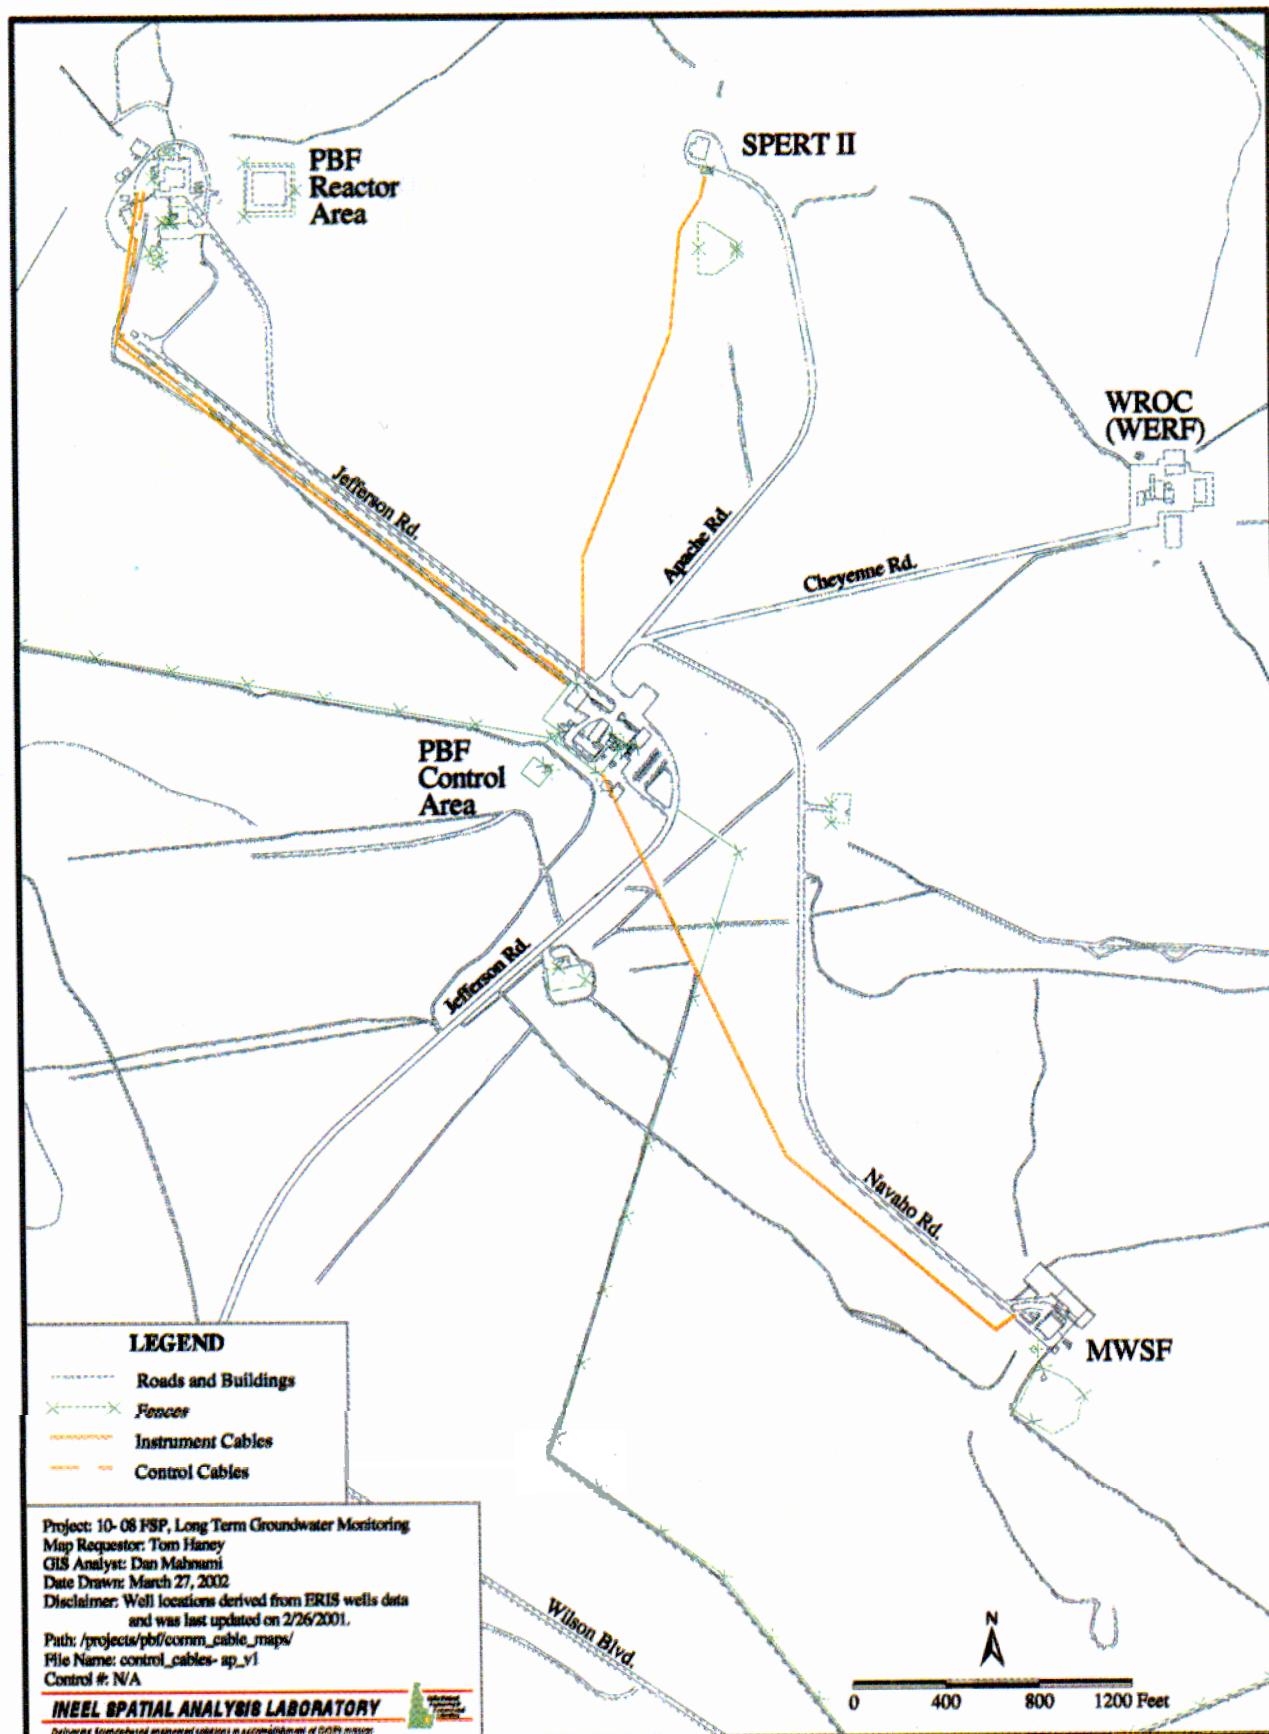 SPERT II
PBF
Reactor
Area
WROC
(WERF)
Jefferson Rd.
Apache Rd.
Cheyenne Rd.
PBF
Control
Area
Jefferson Rd.
Navaho Rd.
MWSF
LEGEND
Roads and Buildings
Fences
Instrument Cables
Control Cables
Project: 10- 08 FSP, Long Term Groundwater Monitoring
Map Requestor: Tom Haney
GIS Analyst: Dan Mahnami
Date Drawn: March 27, 2002
Disclaimer: Well locations derived from ERIS wells data
and was last updated on 2/26/2001.
Path: /projects/pbf/comm_cable_maps/
File Name: control_cables- ap_v1
Control #: N/A
INEEL SPATIAL ANALYSIS LABORATORY
Wilson Blvd.
N
0 400 800 1200 Feet